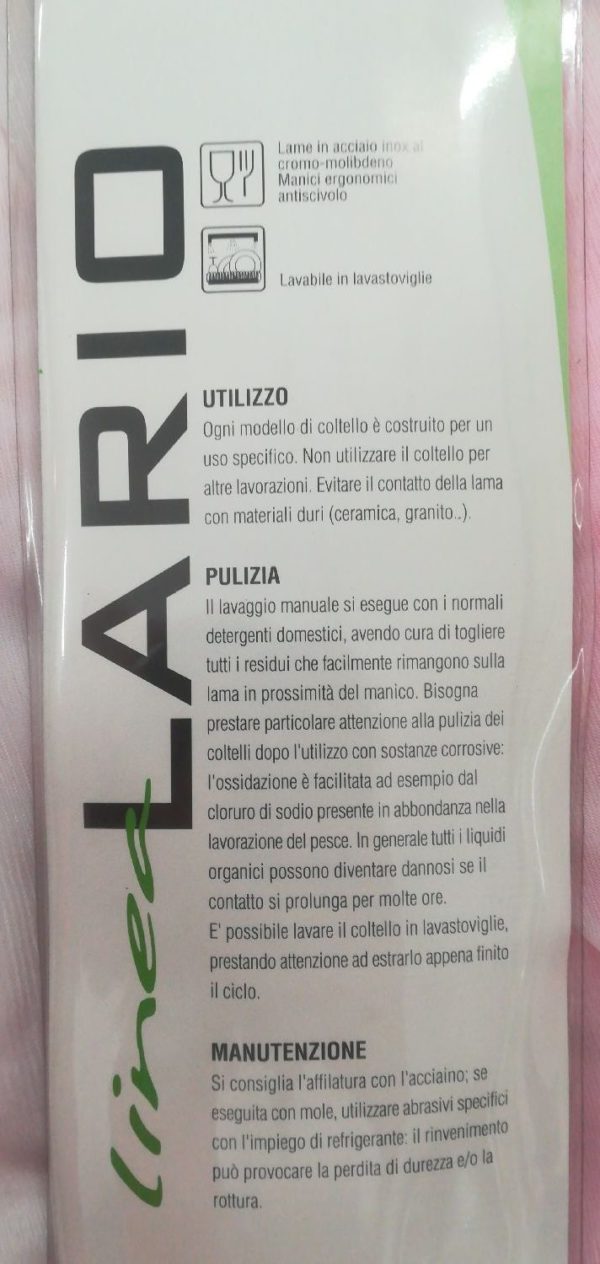 linea LARIO
Lame in acciaio inox al
cromo-molibdeno
Manici ergonomici
antiscivolo
Lavabile in lavastoviglie
UTILIZZO
Ogni modello di coltello è costruito per un
uso specifico. Non utilizzare il coltello per
altre lavorazioni. Evitare il contatto della lama
con materiali duri (ceramica, granito..).
PULIZIA
Il lavaggio manuale si esegue con i normali
detergenti domestici, avendo cura di togliere
tutti i residui che facilmente rimangono sulla
lama in prossimità del manico. Bisogna
prestare particolare attenzione alla pulizia dei
coltelli dopo l'utilizzo con sostanze corrosive:
l'ossidazione è facilitata ad esempio dal
cloruro di sodio presente in abbondanza nella
lavorazione del pesce. In generale tutti i liquidi
organici possono diventare dannosi se il
contatto si prolunga per molte ore.
E' possibile lavare il coltello in lavastoviglie,
prestando attenzione ad estrarlo appena finito
il ciclo.
MANUTENZIONE
Si consiglia l'affilatura con l'acciaino; se
eseguita con mole, utilizzare abrasivi specifici
con l'impiego di refrigerante: il rinvenimento
può provocare la perdita di durezza e/o la
rottura.